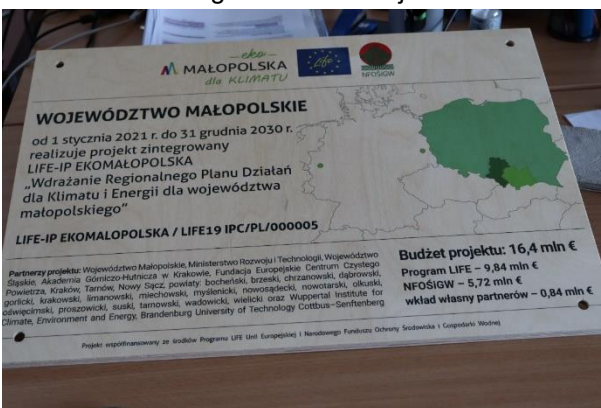 eko
MAŁOPOLSKA
dla KLIMATU
Life
NFOŚiGW
WOJEWÓDZTWO MAŁOPOLSKIE
od 1 stycznia 2021 r. do 31 grudnia 2030 r.
realizuje projekt zintegrowany
LIFE-IP EKOMAŁOPOLSKA
„Wdrażanie Regionalnego Planu Działań
dla Klimatu i Energii dla województwa
małopolskiego”
LIFE-IP EKOMALOPOLSKA / LIFE19 IPC/PL/000005
Partnerzy projektu: Województwo Małopolskie, Ministerstwo Rozwoju i Technologii, Województwo
Śląskie, Akademia Górniczo-Hutnicza w Krakowie, Fundacja Europejskie Centrum Czystego
Powietrza, Kraków, Tarnów, Nowy Sącz, powiaty: bocheński, brzeski, chrzanowski, dąbrowski,
gorlicki, krakowski, limanowski, miechowski, myślenicki, nowosądecki, nowotarski, olkuski,
oświęcimski, proszowicki, suski, tarnowski, wadowicki, wielicki oraz Wuppertal Institute for
Climate, Environment and Energy, Brandenburg University of Technology Cottbus–Senftenberg
Budżet projektu: 16,4 mln €
Program LIFE – 9,84 mln €
NFOŚiGW – 5,72 mln €
wkład własny partnerów – 0,84 mln €
Projekt współfinansowany ze środków Programu LIFE Unii Europejskiej i Narodowego Funduszu Ochrony Środowiska i Gospodarki Wodnej